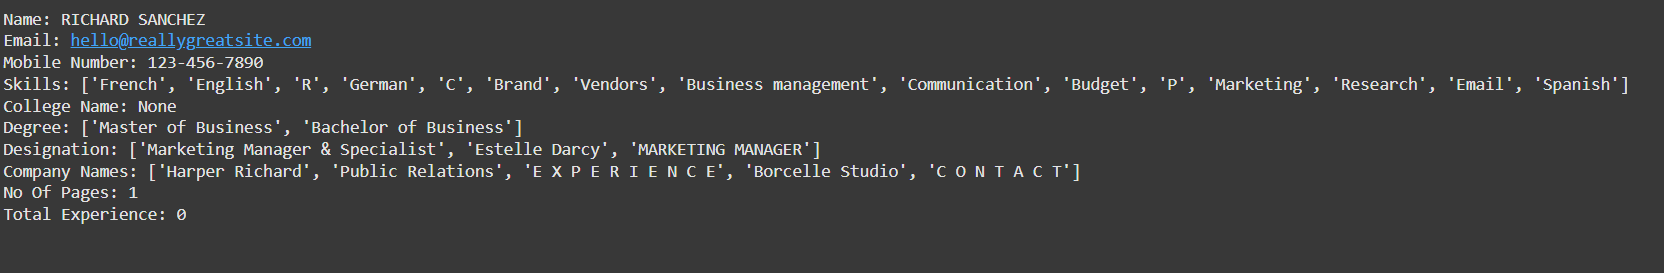 Name: RICHARD SANCHEZ
Email: hello@reallygreatsite.com
Mobile Number: 123-456-7890
Skills: ['French', 'English', 'R', 'German', 'C', 'Brand', 'Vendors', 'Business management', 'Communication', 'Budget', 'P', 'Marketing', 'Research', 'Email', 'Spanish']
College Name: None
Degree: ['Master of Business', 'Bachelor of Business']
Designation: ['Marketing Manager & Specialist', 'Estelle Darcy', 'MARKETING MANAGER']
Company Names: ['Harper Richard', 'Public Relations', 'E X P E R I E N C E', 'Borcelle Studio', 'C O N T A C T']
No Of Pages: 1
Total Experience: 0